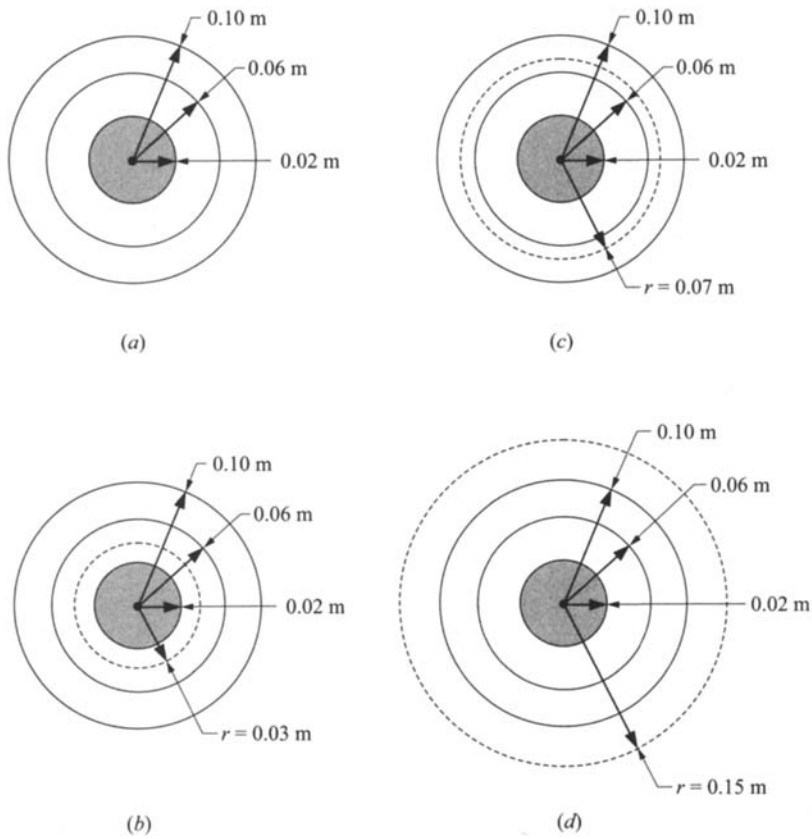 0.10 m
0.06 m
0.02 m
(a)
0.10 m
0.06 m
0.02 m
r = 0.07 m
(c)
0.10 m
0.06 m
0.02 m
r = 0.03 m
(b)
0.10 m
0.06 m
0.02 m
r = 0.15 m
(d)